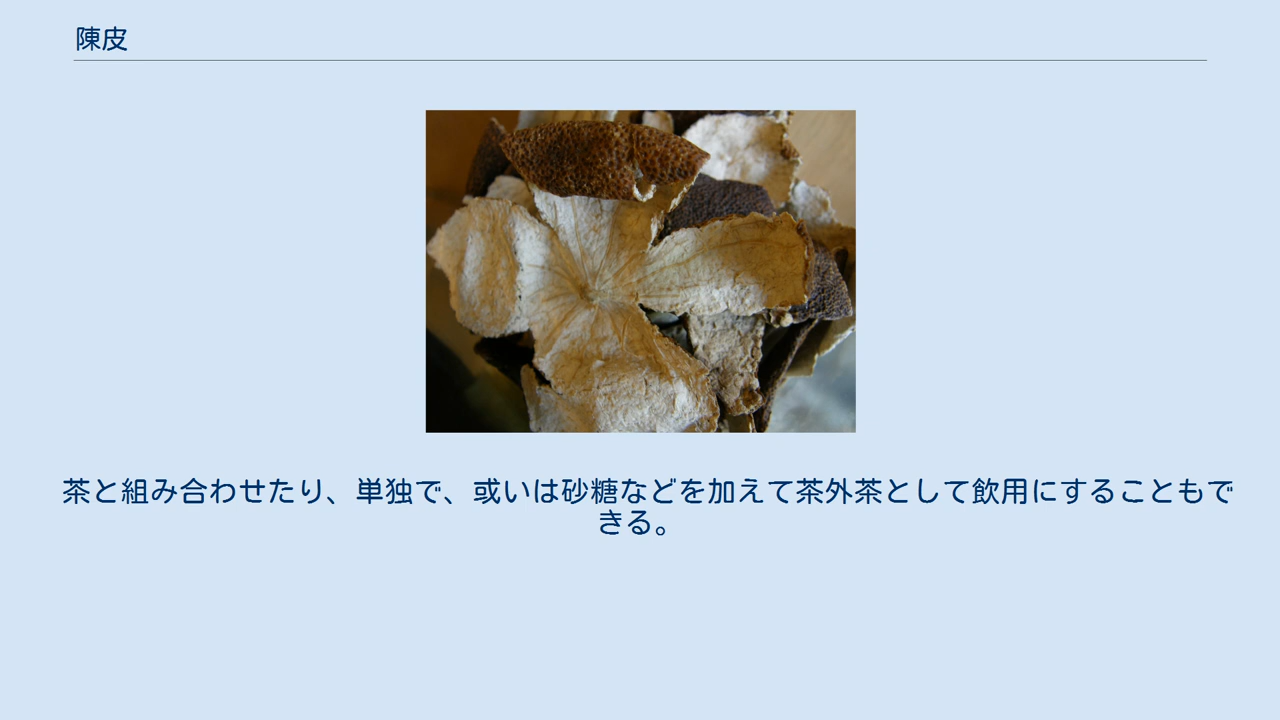 陳皮
茶と組み合わせたり、単独で、或いは砂糖などを加えて茶外茶として飲用にすることもで
きる。